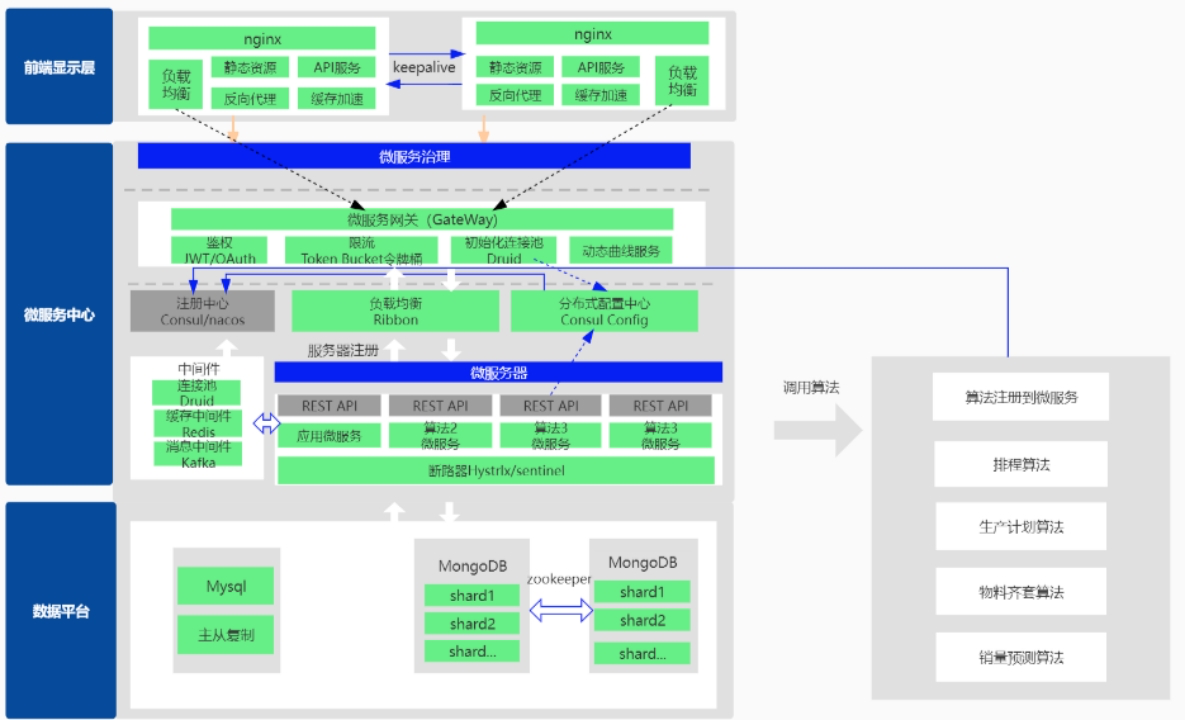 前端显示层
nginx
负载
均衡
静态资源
API服务
反向代理
缓存加速
keepalive
nginx
静态资源
API服务
反向代理
缓存加速
负载
均衡
微服务中心
微服务治理
微服务网关（GateWay）
鉴权
JWT/OAuth
限流
Token Bucket令牌桶
初始化连接池
Druid
动态曲线服务
注册中心
Consul/nacos
负载均衡
Ribbon
分布式配置中心
Consul Config
服务器注册
中间件
连接池
Druid
缓存中间件
Redis
消息中间件
Kafka
微服务器
REST API
REST API
REST API
REST API
应用微服务
算法2
微服务
算法3
微服务
算法3
微服务
断路器Hystrlx/sentinel
调用算法
算法注册到微服务
排程算法
生产计划算法
物料齐套算法
销量预测算法
数据平台
Mysql
主从复制
MongoDB
shard1
shard2
shard...
zookeeper
MongoDB
shard1
shard2
shard...